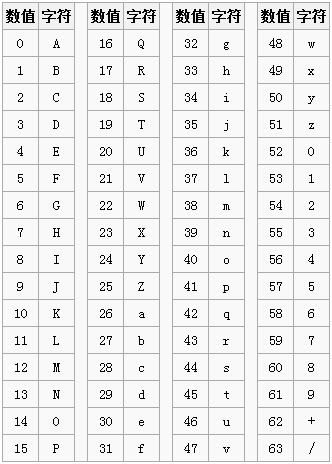 数值 字符 数值 字符 数值 字符 数值 字符
0 A 16 Q 32 g 48 w
1 B 17 R 33 h 49 x
2 C 18 S 34 i 50 y
3 D 19 T 35 j 51 z
4 E 20 U 36 k 52 0
5 F 21 V 37 l 53 1
6 G 22 W 38 m 54 2
7 H 23 X 39 n 55 3
8 I 24 Y 40 o 56 4
9 J 25 Z 41 p 57 5
10 K 26 a 42 q 58 6
11 L 27 b 43 r 59 7
12 M 28 c 44 s 60 8
13 N 29 d 45 t 61 9
14 O 30 e 46 u 62 +
15 P 31 f 47 v 63 /